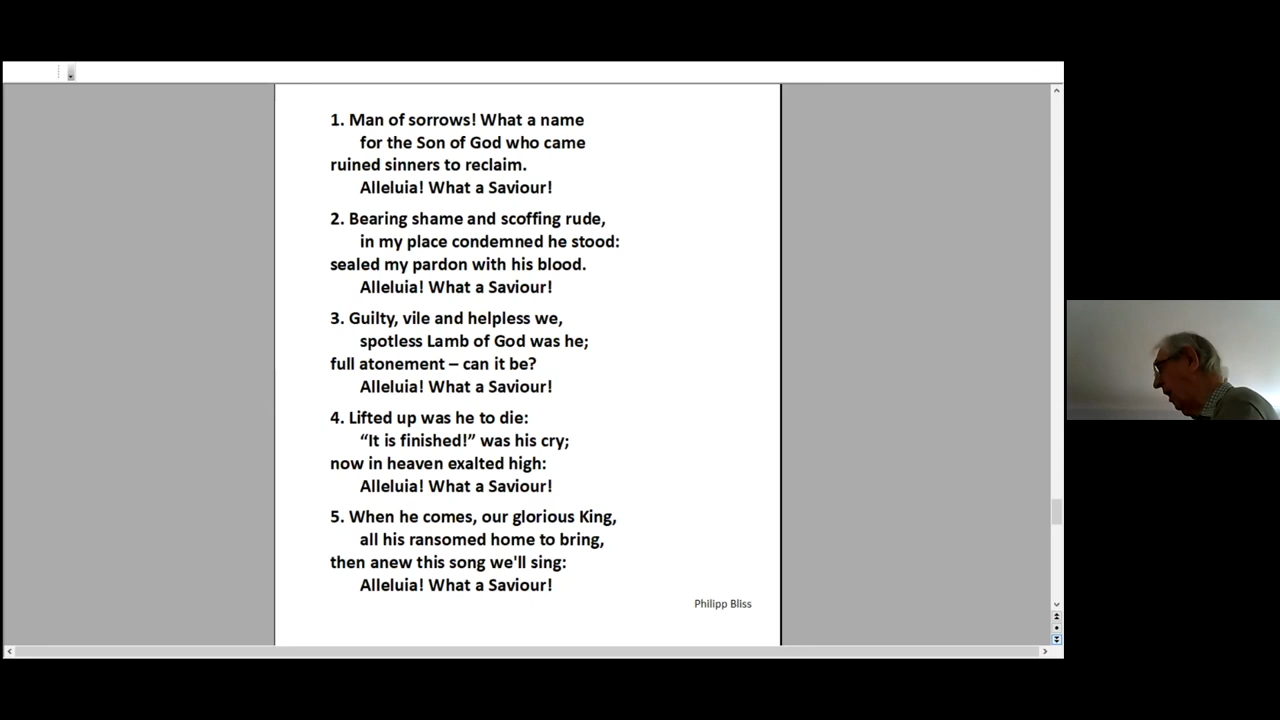 1. Man of sorrows! What a name
for the Son of God who came
ruined sinners to reclaim.
Alleluia! What a Saviour!
2. Bearing shame and scoffing rude,
in my place condemned he stood:
sealed my pardon with his blood.
Alleluia! What a Saviour!
3. Guilty, vile and helpless we,
spotless Lamb of God was he;
full atonement – can it be?
Alleluia! What a Saviour!
4. Lifted up was he to die:
“It is finished!” was his cry;
now in heaven exalted high:
Alleluia! What a Saviour!
5. When he comes, our glorious King,
all his ransomed home to bring,
then anew this song we'll sing:
Alleluia! What a Saviour!
Philipp Bliss